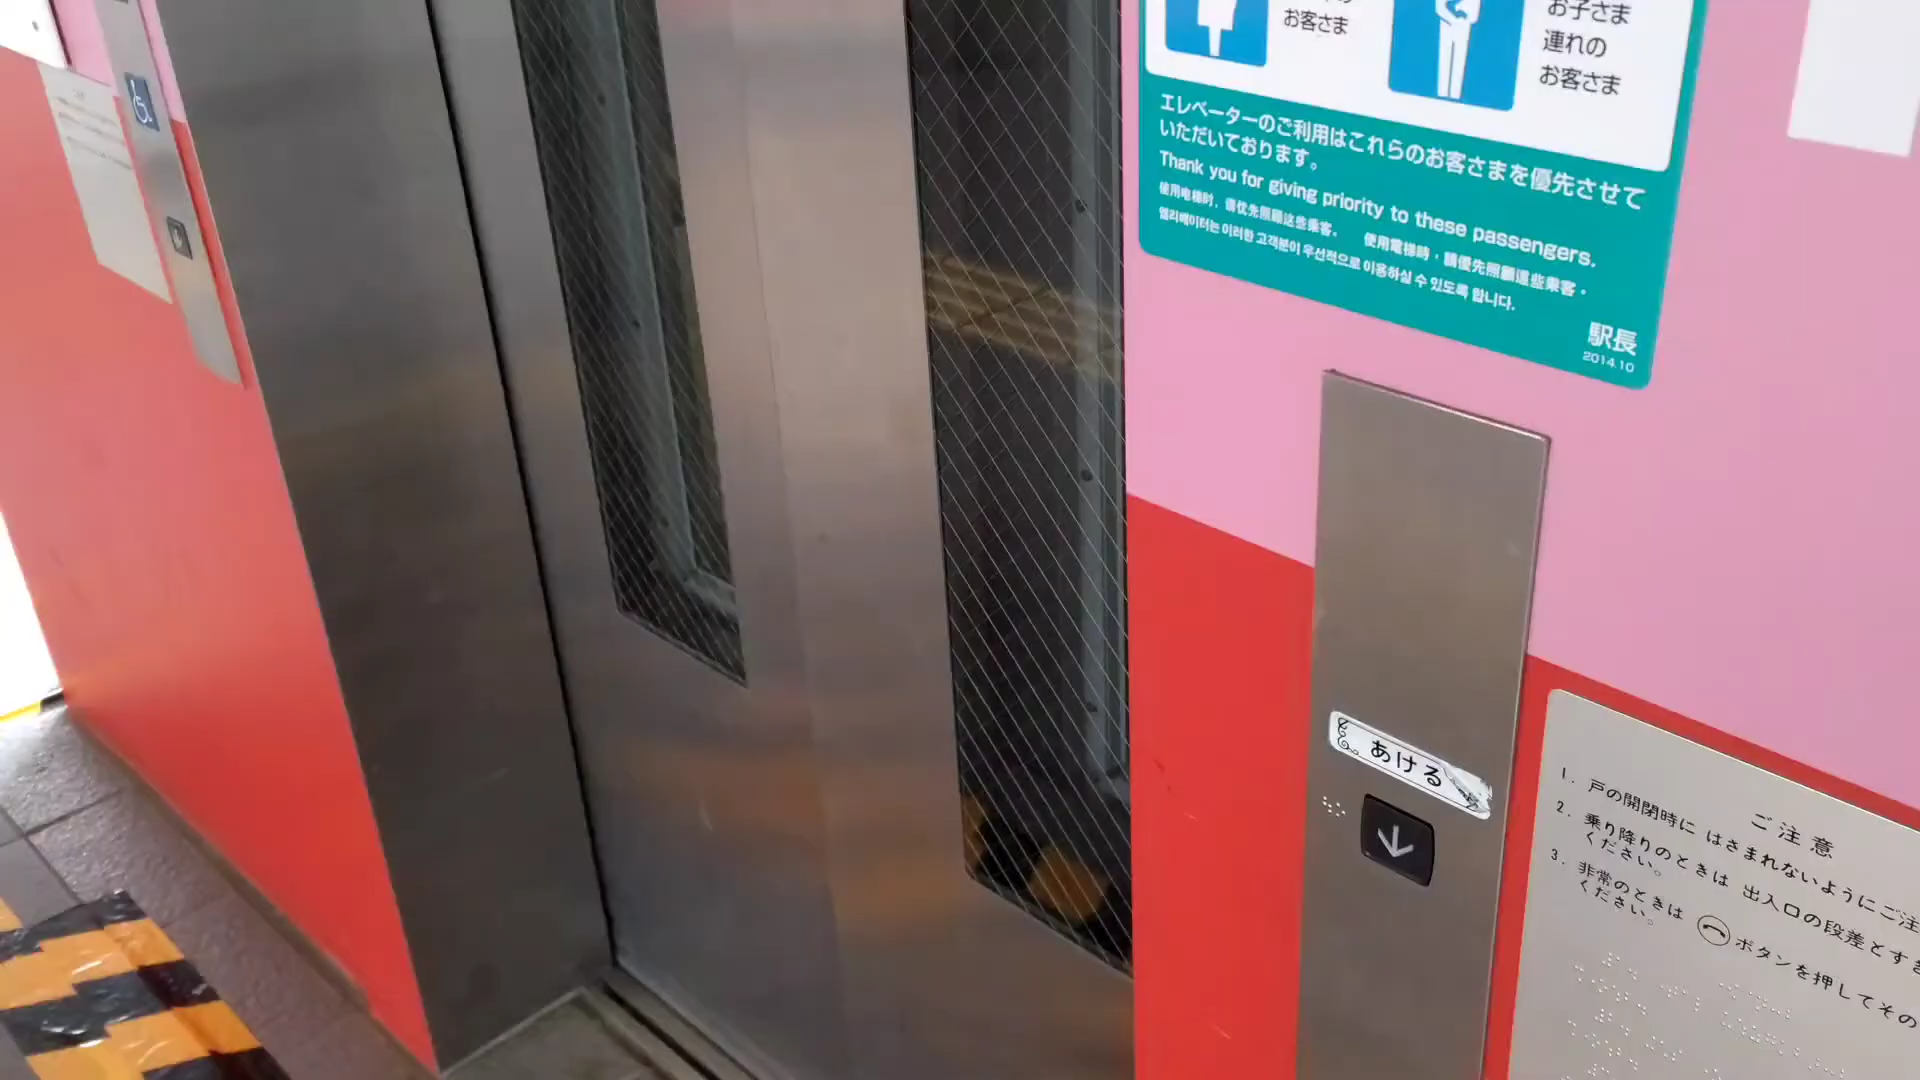 お客さま
お子さま
連れの
お客さま
エレベーターのご利用はこれらのお客さまを優先させて
いただいております。
Thank you for giving priority to these passengers.
使用电梯时，请优先照顾这些乘客。 使用電梯時，請優先照顧這些乘客。
엘리베이터는 이러한 고객분이 우선적으로 이용하실 수 있도록 합니다.
駅長
2014.10
あける
ご注意
1. 戸の開閉時に はさまれないようにご注
2. 乗り降りのときは 出入口の段差とすき
ください。
3. 非常のときは ボタンを押してその
ください。